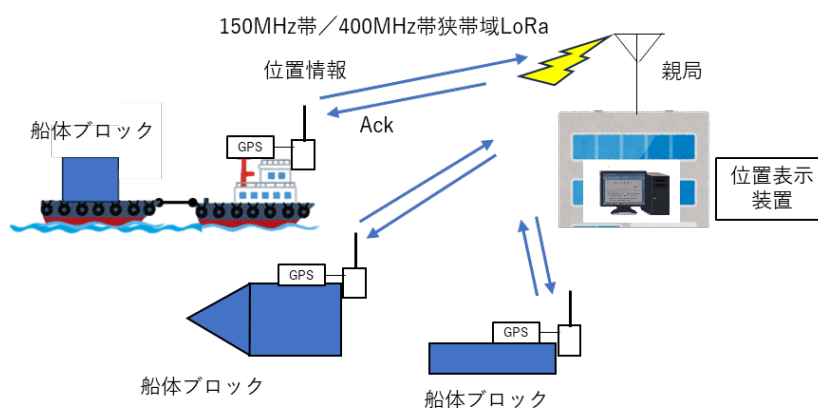 150MHz帯／400MHz帯狭帯域LoRa
位置情報
親局
Ack
船体ブロック
GPS
位置表示
装置
GPS
GPS
船体ブロック
船体ブロック